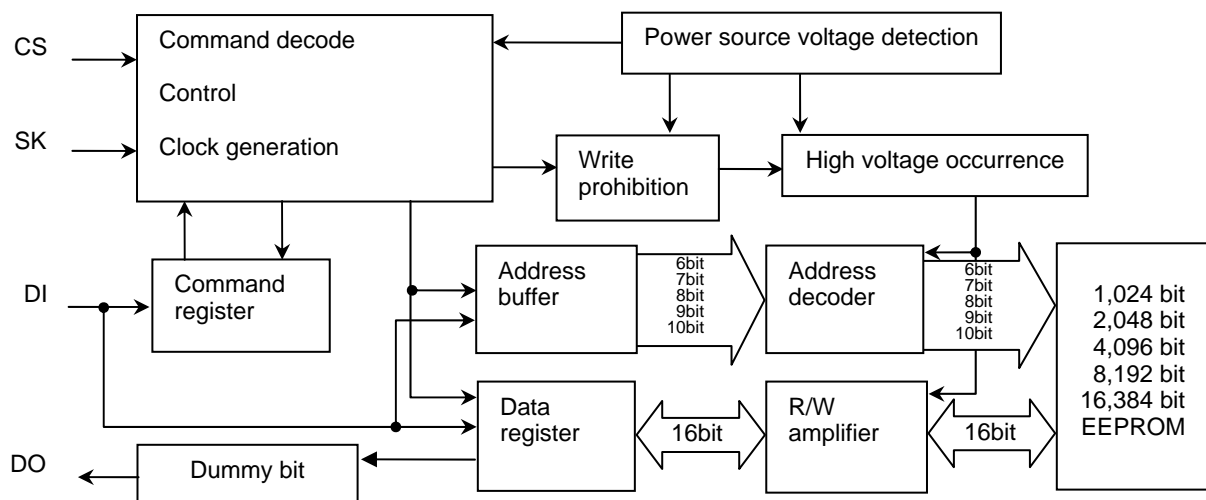 CS
Command decode
Control
Clock generation
SK
Power source voltage detection
Write
prohibition
High voltage occurrence
DI
Command
register
Address
buffer
6bit
7bit
8bit
9bit
10bit
Address
decoder
6bit
7bit
8bit
9bit
10bit
1,024 bit
2,048 bit
4,096 bit
8,192 bit
16,384 bit
EEPROM
Data
register
16bit
R/W
amplifier
16bit
DO
Dummy bit